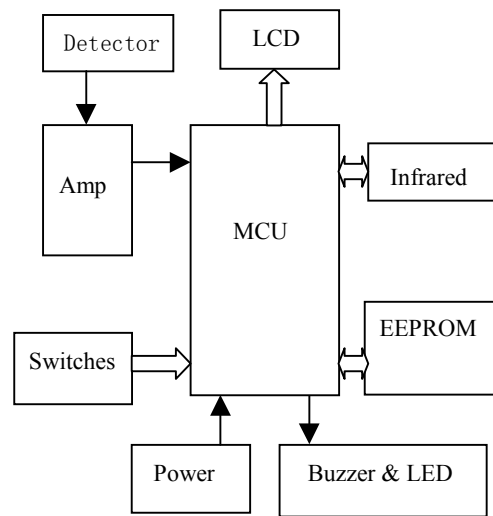 Detector
LCD
Amp
MCU
Infrared
EEPROM
Switches
Power
Buzzer & LED